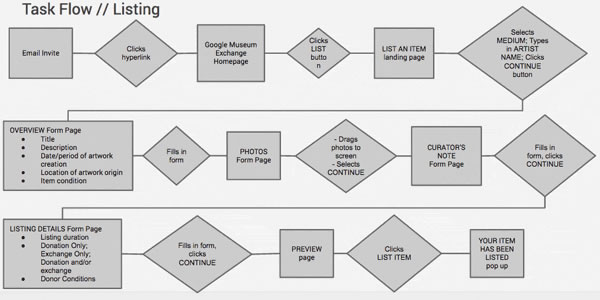 Task Flow // Listing
Email Invite
Clicks
hyperlink
Google Museum
Exchange
Homepage
Clicks
LIST
butto
n
LIST AN ITEM
landing page
Selects
MEDIUM; Types
in ARTIST
NAME; Clicks
CONTINUE
button
OVERVIEW Form Page
● Title
● Description
● Date/period of artwork
creation
● Location of artwork origin
● Item condition
Fills in
form
PHOTOS
Form Page
- Drags
photos to
screen
- Selects
CONTINUE
CURATOR'S
NOTE
Form Page
Fills in
form, clicks
CONTINUE
LISTING DETAILS Form Page
● Listing duration
● Donation Only;
Exchange Only;
Donation and/or
exchange
● Donor Conditions
Fills in form,
clicks
CONTINUE
PREVIEW
page
Clicks
LIST ITEM
YOUR ITEM
HAS BEEN
LISTED
pop up